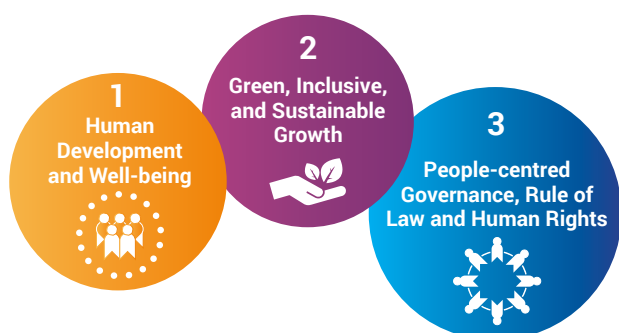 1
Human
Development
and Well-being
2
Green, Inclusive,
and Sustainable
Growth
3
People-centred
Governance, Rule of
Law and Human Rights